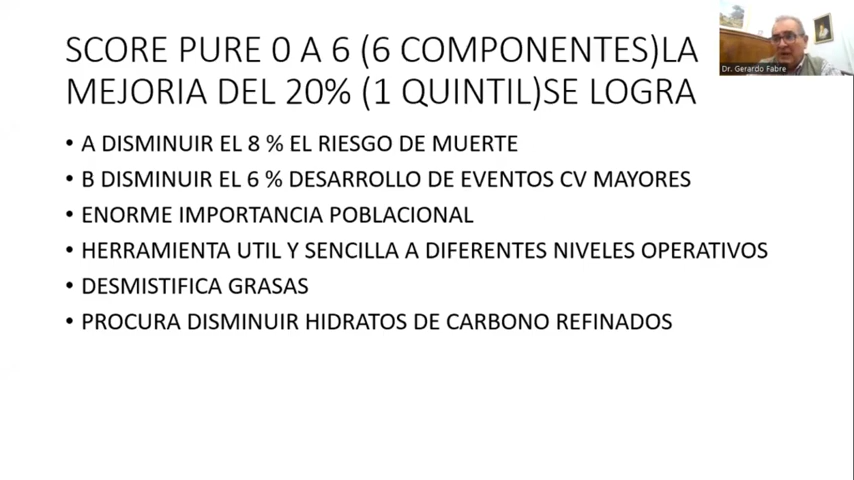 SCORE PURE 0 A 6 (6 COMPONENTES)LA
MEJORIA DEL 20% (1 QUINTIL)SE LOGRA
• A DISMINUIR EL 8 % EL RIESGO DE MUERTE
• B DISMINUIR EL 6 % DESARROLLO DE EVENTOS CV MAYORES
• ENORME IMPORTANCIA POBLACIONAL
• HERRAMIENTA UTIL Y SENCILLA A DIFERENTES NIVELES OPERATIVOS
• DESMISTIFICA GRASAS
• PROCURA DISMINUIR HIDRATOS DE CARBONO REFINADOS
Dr. Gerardo Fabre